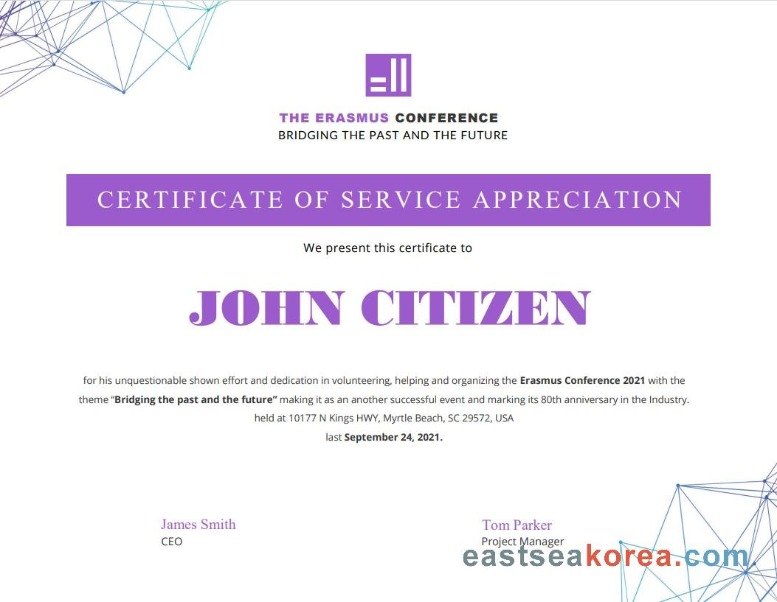 THE ERASMUS CONFERENCE
BRIDGING THE PAST AND THE FUTURE
CERTIFICATE OF SERVICE APPRECIATION
We present this certificate to
JOHN CITIZEN
for his unquestionable shown effort and dedication in volunteering, helping and organizing the Erasmus Conference 2021 with the
theme "Bridging the past and the future" making it as an another successful event and marking its 80th anniversary in the Industry.
held at 10177 N Kings HWY, Myrtle Beach, SC 29572, USA
last September 24, 2021.
James Smith
CEO
Tom Parker
Project Manager
eastseakorea.com